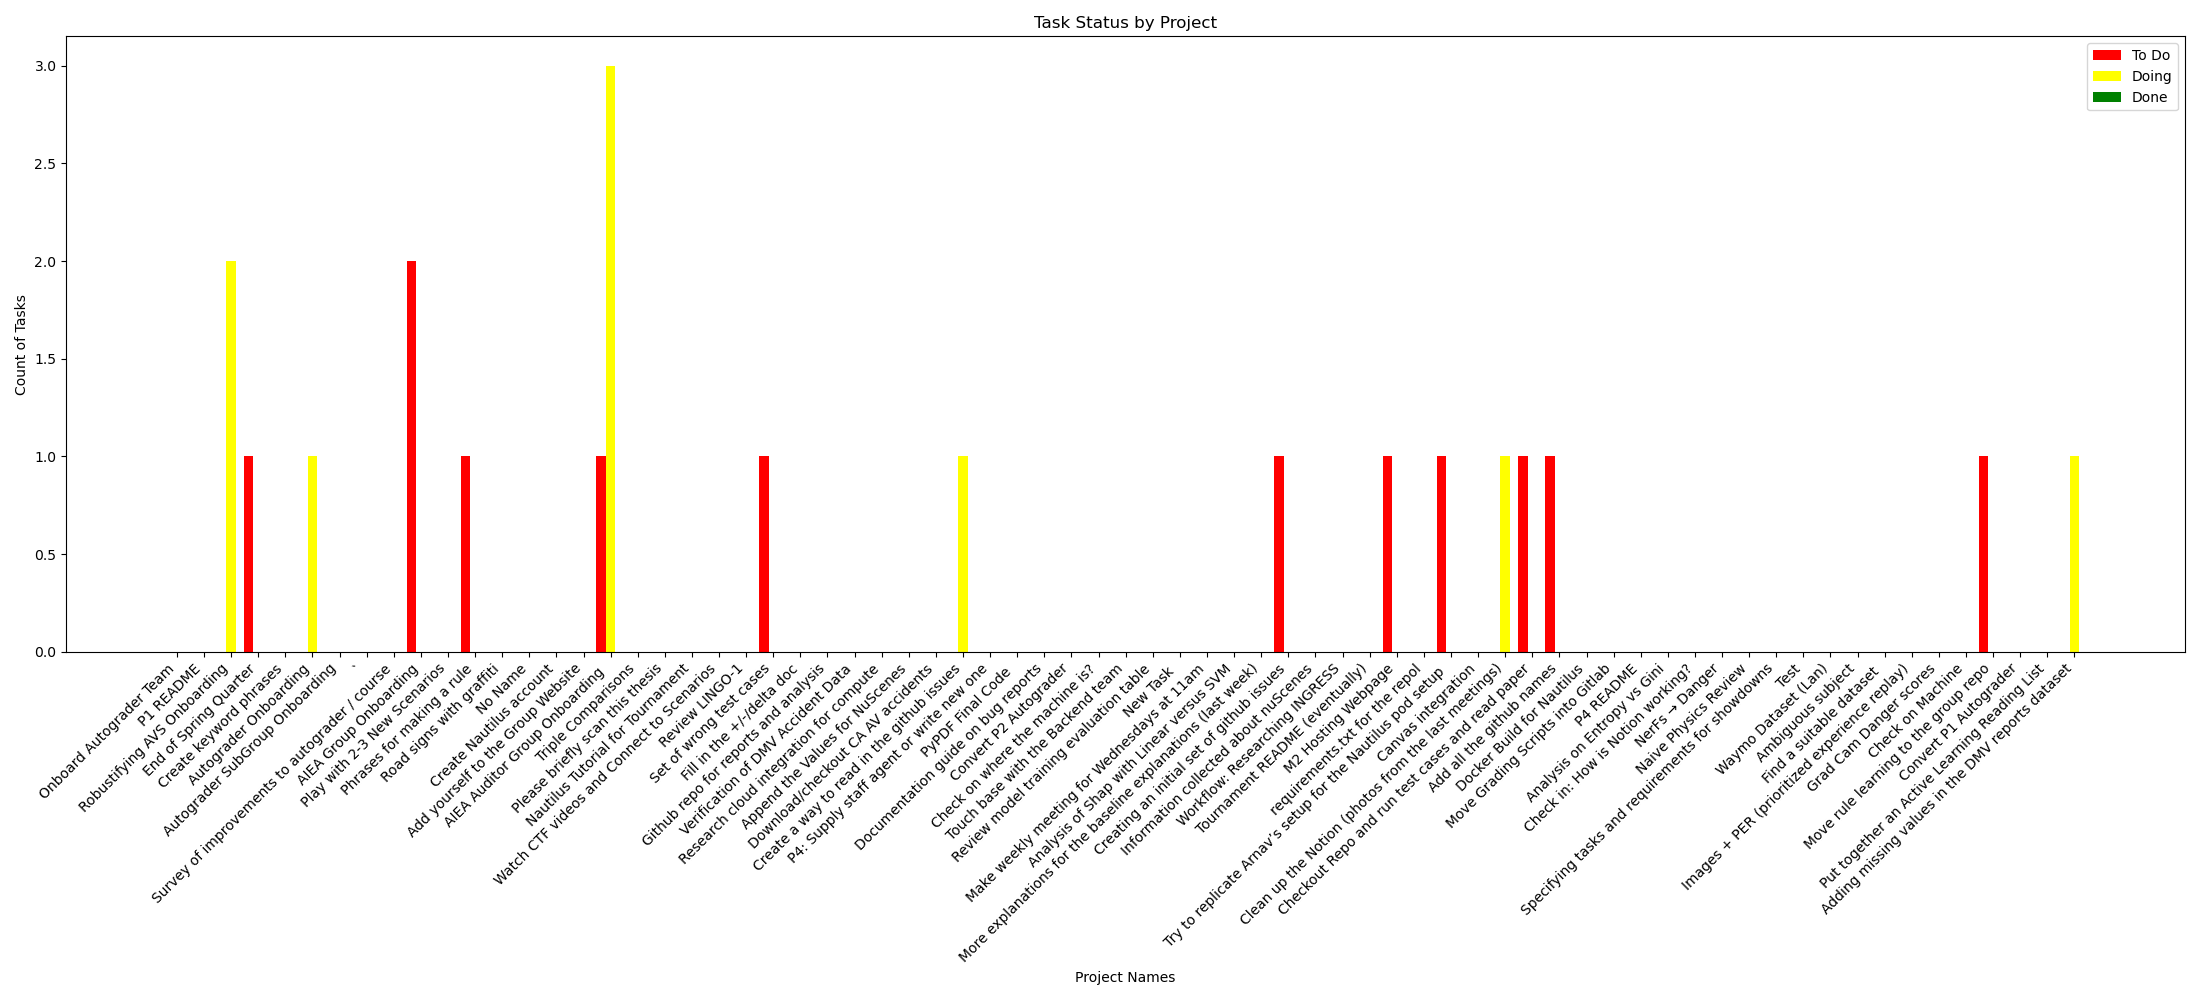 Task Status by Project
To Do
Doing
Done
Count of Tasks
3.0
2.5
2.0
1.5
1.0
0.5
0.0
Onboard Autograder Team
P1 README
Robustifying AVS Onboarding
End of Spring Quarter
Create keyword phrases
Autograder Onboarding
Autograder SubGroup Onboarding
`
Survey of improvements to autograder / course
AIEA Group Onboarding
Play with 2-3 New Scenarios
Phrases for making a rule
Road signs with graffiti
No Name
Create Nautilus account
Add yourself to the Group Website
AIEA Auditor Group Onboarding
Triple Comparisons
Please briefly scan this thesis
Nautilus Tutorial for Tournament
Watch CTF videos and Connect to Scenarios
Review LINGO-1
Set of wrong test cases
Fill in the +/-/delta doc
Github repo for reports and analysis
Verification of DMV Accident Data
Research cloud integration for compute
Append the Values for NuScenes
Download/checkout CA AV accidents
Create a way to read in the github issues
P4: Supply staff agent or write new one
PyPDF Final Code
Documentation guide on bug reports
Convert P2 Autograder
Check on where the machine is?
Touch base with the Backend team
Review model training evaluation table
New Task
Make weekly meeting for Wednesdays at 11am
Analysis of Shap with Linear versus SVM
More explanations for the baseline explanations (last week)
Creating an initial set of github issues
Information collected about nuScenes
Workflow: Researching INGRESS
Tournament README (eventually)
M2 Hosting Webpage
requirements.txt for the repol
Try to replicate Arnav's setup for the Nautilus pod setup
Canvas integration
Clean up the Notion (photos from the last meetings)
Checkout Repo and run test cases and read paper
Add all the github names
Docker Build for Nautilus
Move Grading Scripts into Gitlab
P4 README
Analysis on Entropy vs Gini
Check in: How is Notion working?
NerFs → Danger
Naive Physics Review
Specifying tasks and requirements for showdowns
Test
Waymo Dataset (Lan)
Ambiguous subject
Find a suitable dataset
Images + PER (prioritized experience replay)
Grad Cam Danger scores
Check on Machine
Move rule learning to the group repo
Convert P1 Autograder
Put together an Active Learning Reading List
Adding missing values in the DMV reports dataset
Project Names